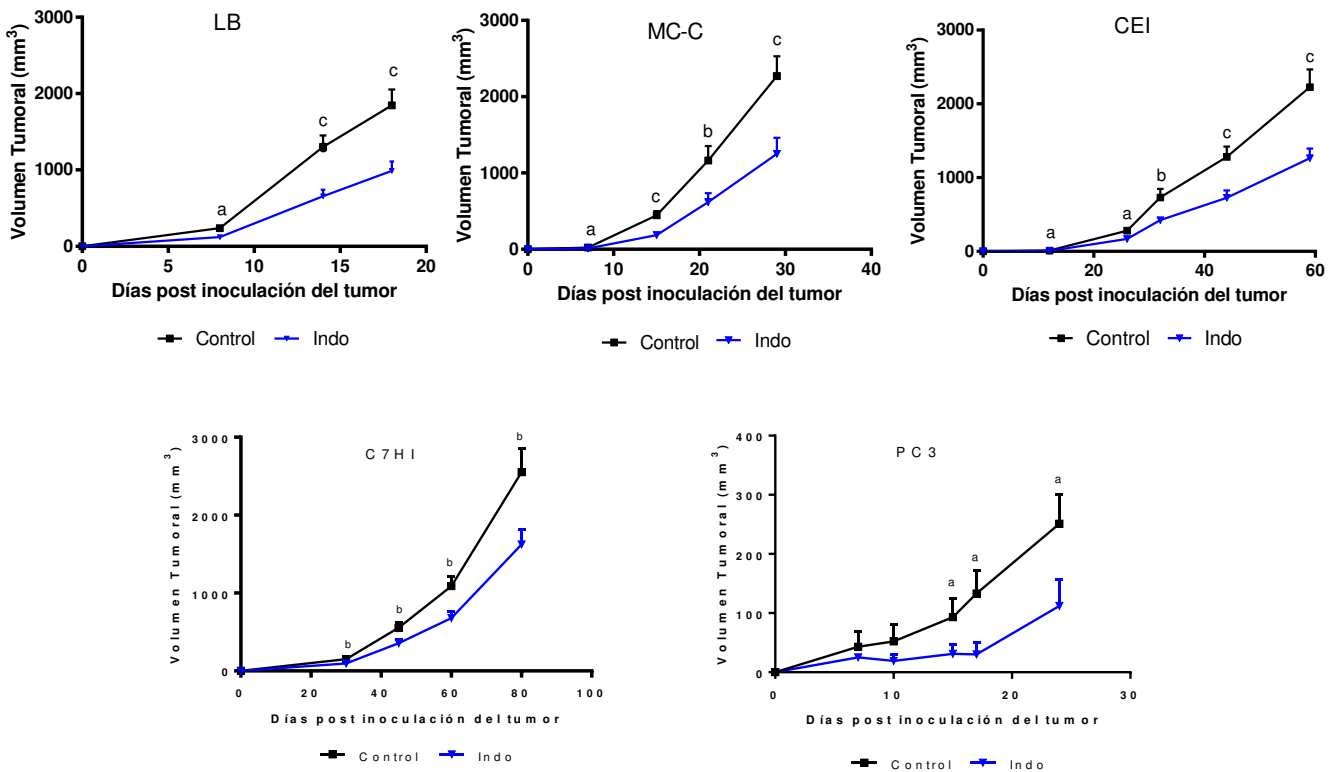 LB
Volumen Tumoral (mm³)
3000
2000
1000
0
a
c
c
0
5
10
15
20
Días post inoculación del tumor
Control
Indo
MC-C
Volumen Tumoral (mm³)
3000
2000
1000
0
a
c
b
c
0
10
20
30
40
Días post inoculación del tumor
Control
Indo
CEI
Volumen Tumoral (mm³)
3000
2000
1000
0
a
a
b
c
c
0
20
40
60
Días post inoculación del tumor
Control
Indo
C7HI
Volumen Tumoral (mm³)
3000
2000
1000
0
b
b
b
b
0
20
40
60
80
100
Días post inoculación del tumor
Control
Indo
PC3
Volumen Tumoral (mm³)
400
300
200
100
0
a
a
a
0
10
20
30
Días post inoculación del tumor
Control
Indo